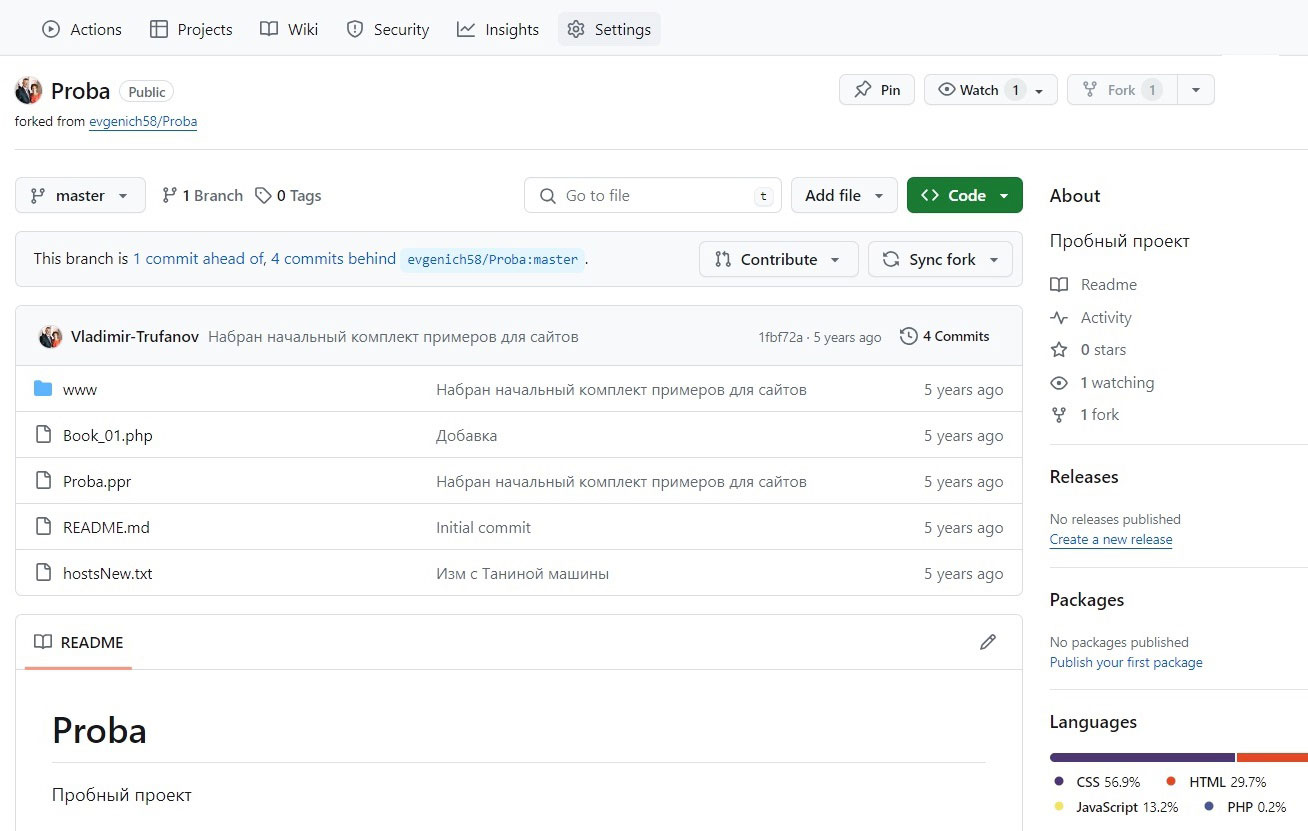 Actions Projects Wiki Security Insights Settings
Proba Public Pin Watch 1 Fork 1
forked from evgenich58/Proba
master 1 Branch 0 Tags Go to file t Add file Code
This branch is 1 commit ahead of, 4 commits behind evgenich58/Proba:master . Contribute Sync fork
Vladimir-Trufanov Набран начальный комплект примеров для сайтов 1fbf72a · 5 years ago 4 Commits
www Набран начальный комплект примеров для сайтов 5 years ago
Book_01.php Добавка 5 years ago
Proba.ppr Набран начальный комплект примеров для сайтов 5 years ago
README.md Initial commit 5 years ago
hostsNew.txt Изм с Таниной машины 5 years ago
README
Proba
Пробный проект
About
Пробный проект
Readme
Activity
0 stars
1 watching
1 fork
Releases
No releases published
Create a new release
Packages
No packages published
Publish your first package
Languages
CSS 56.9% HTML 29.7%
JavaScript 13.2% PHP 0.2%